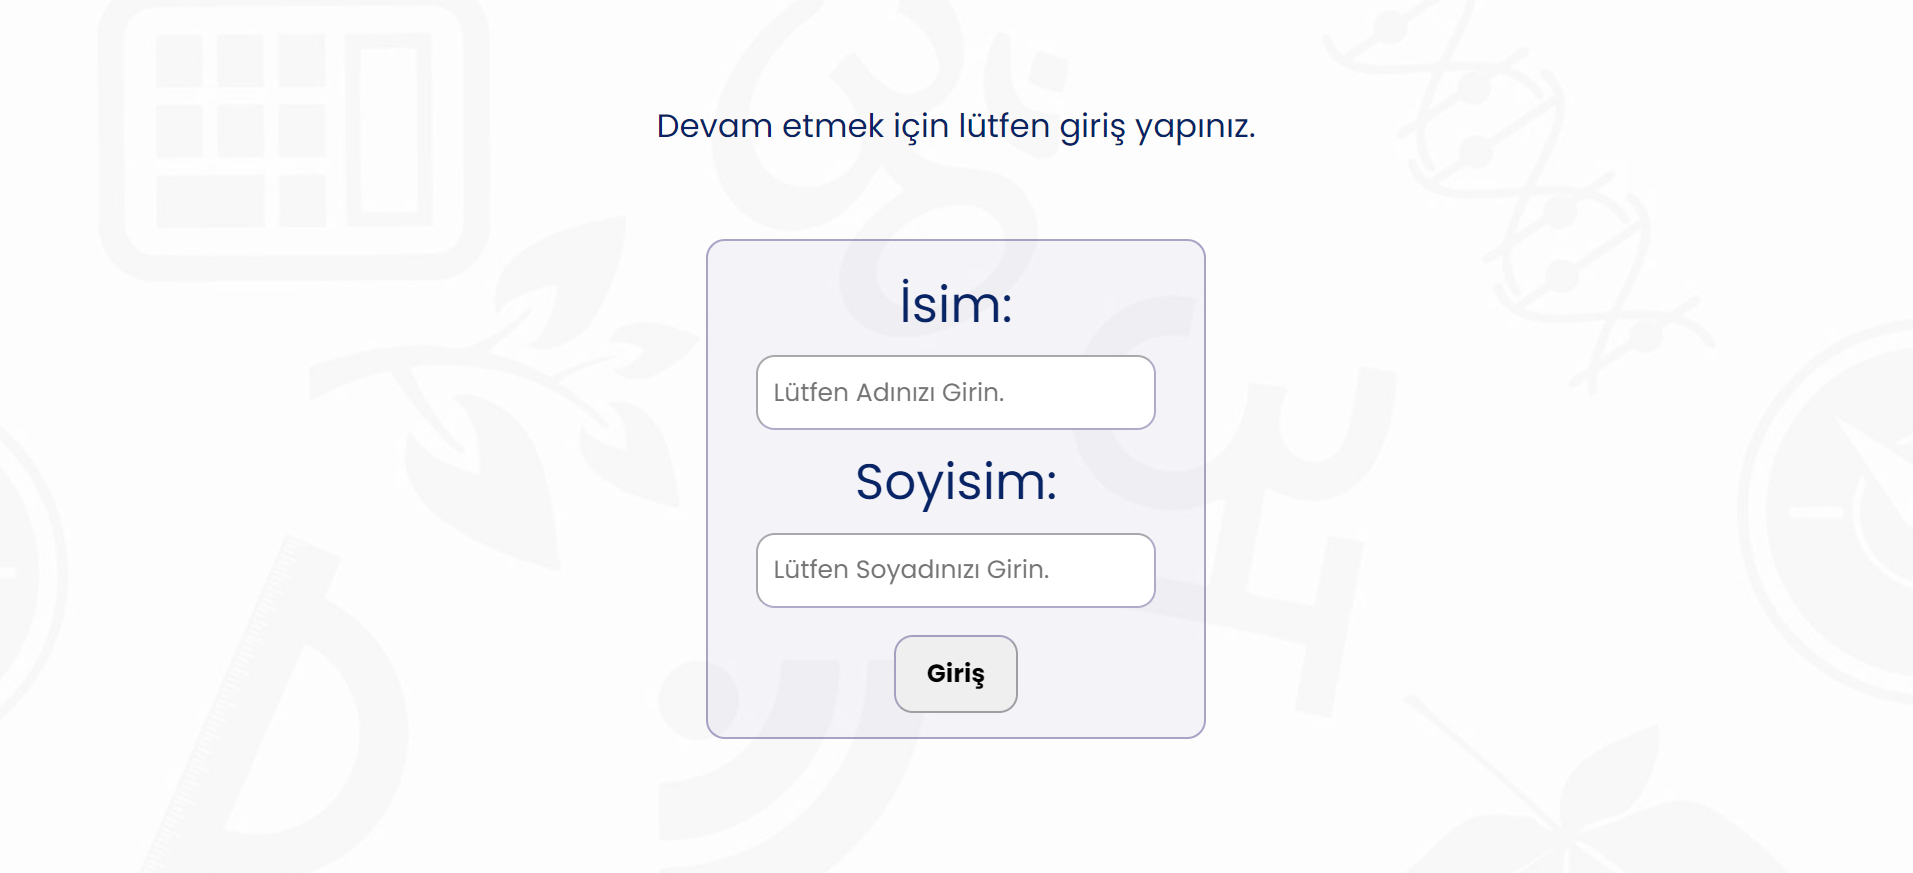 Devam etmek için lütfen giriş yapınız.
İsim:
Lütfen Adınızı Girin.
Soyisim:
Lütfen Soyadınızı Girin.
Giriş